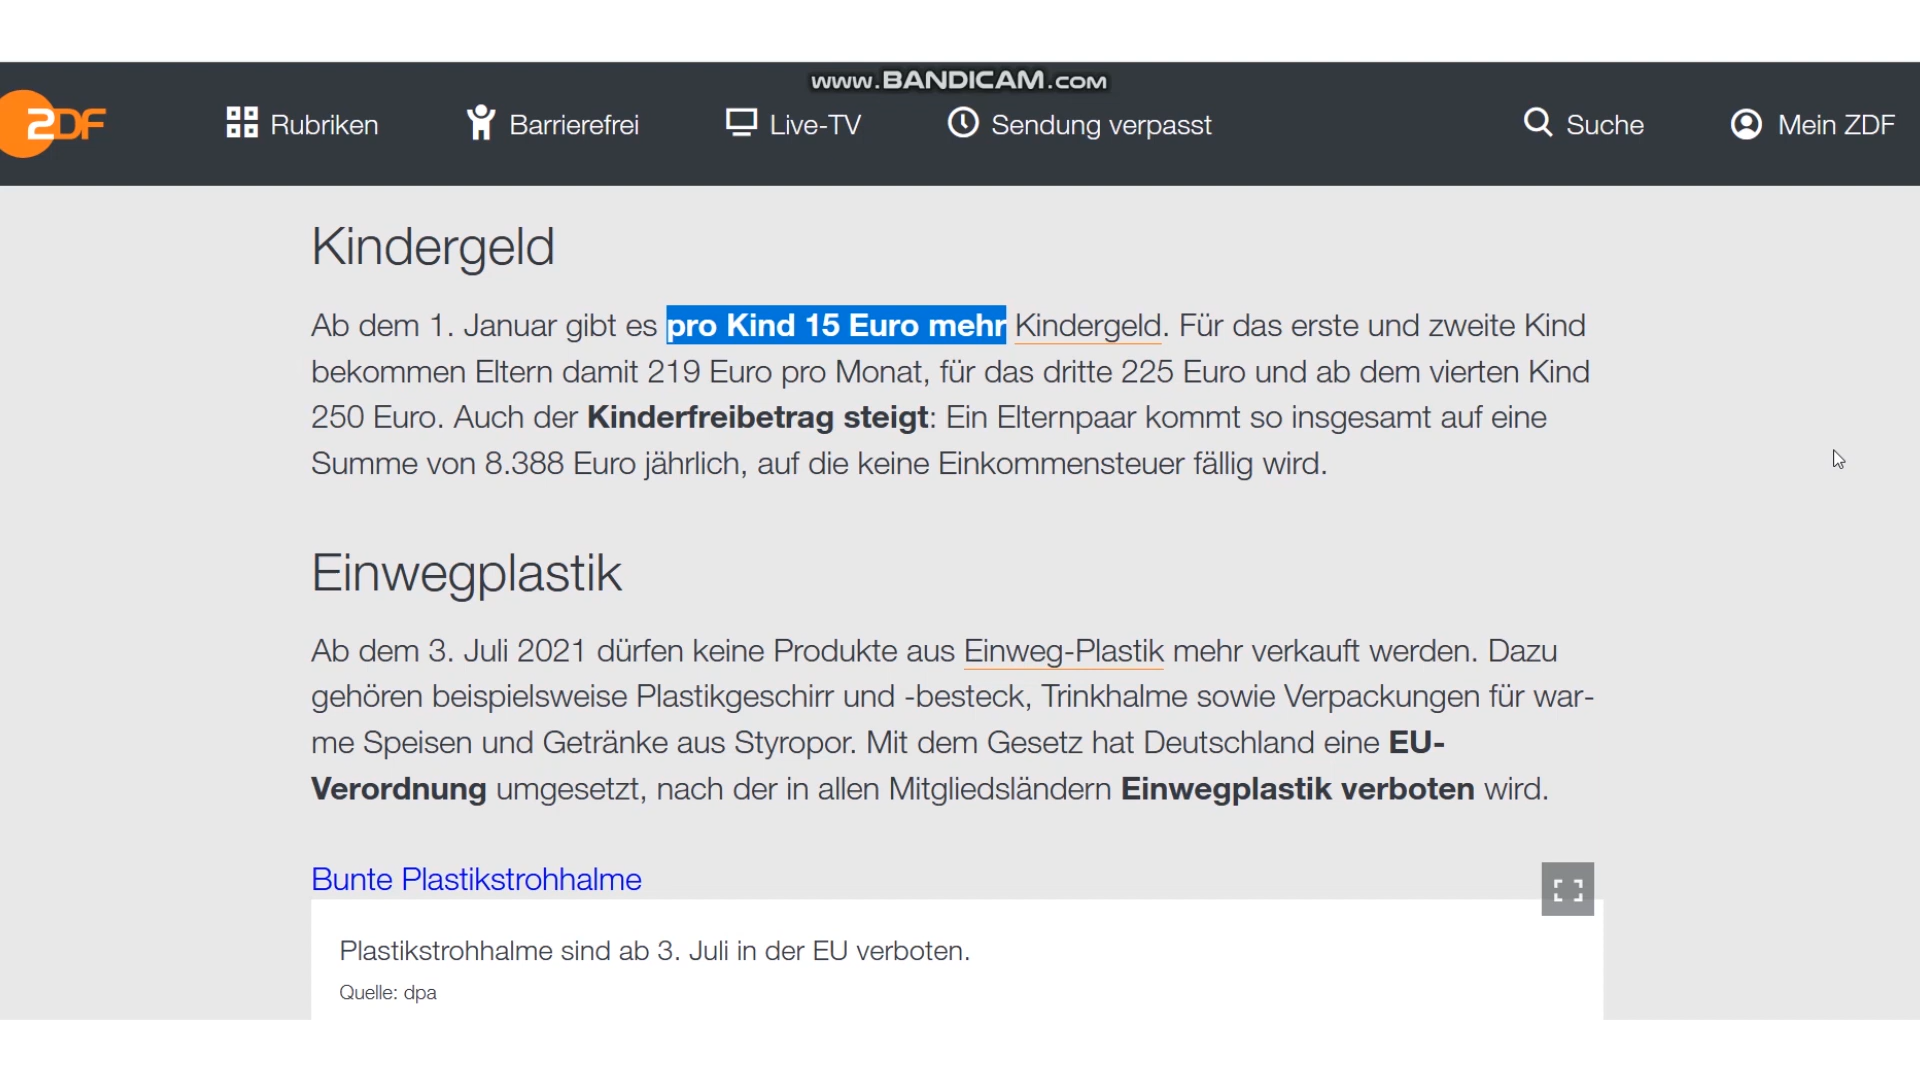 www.BANDICAM.com
ZDF Rubriken Barrierefrei Live-TV Sendung verpasst Suche Mein ZDF
Kindergeld
Ab dem 1. Januar gibt es pro Kind 15 Euro mehr Kindergeld. Für das erste und zweite Kind
bekommen Eltern damit 219 Euro pro Monat, für das dritte 225 Euro und ab dem vierten Kind
250 Euro. Auch der Kinderfreibetrag steigt: Ein Elternpaar kommt so insgesamt auf eine
Summe von 8.388 Euro jährlich, auf die keine Einkommensteuer fällig wird.
Einwegplastik
Ab dem 3. Juli 2021 dürfen keine Produkte aus Einweg-Plastik mehr verkauft werden. Dazu
gehören beispielsweise Plastikgeschirr und -besteck, Trinkhalme sowie Verpackungen für war-
me Speisen und Getränke aus Styropor. Mit dem Gesetz hat Deutschland eine EU-
Verordnung umgesetzt, nach der in allen Mitgliedsländern Einwegplastik verboten wird.
Bunte Plastikstrohhalme
Plastikstrohhalme sind ab 3. Juli in der EU verboten.
Quelle: dpa